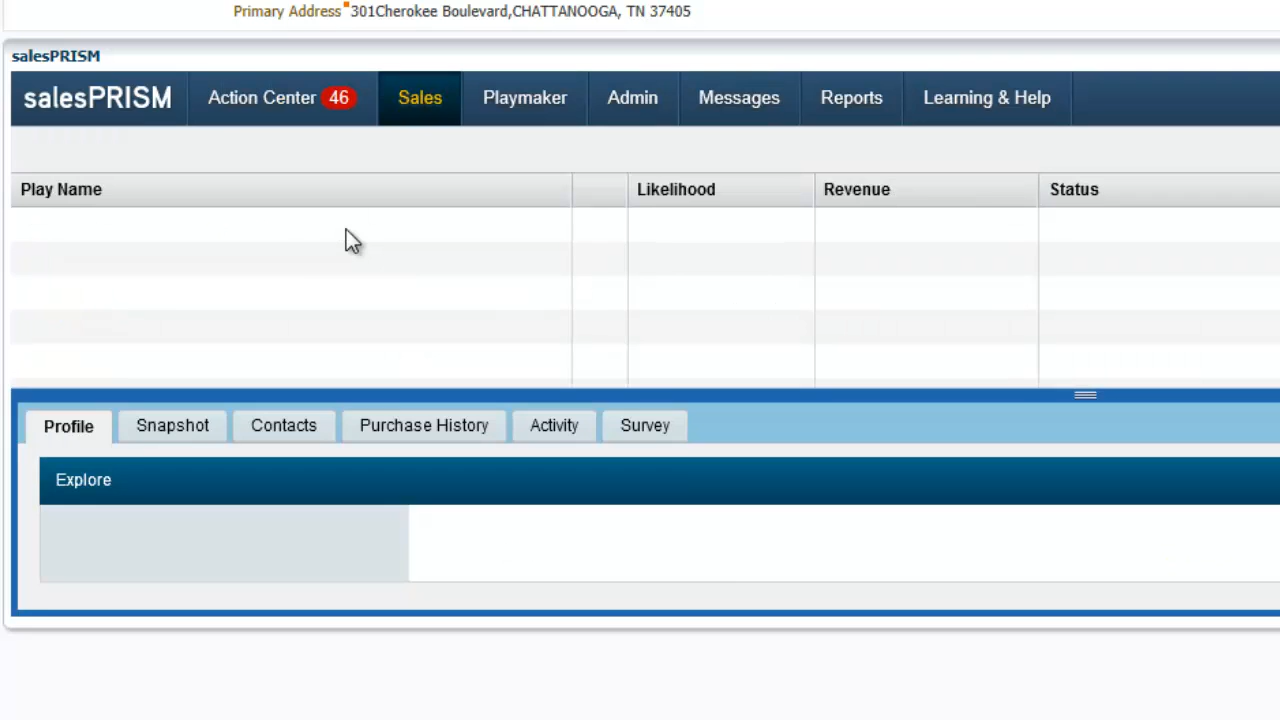 Primary Address 301Cherokee Boulevard,CHATTANOOGA, TN 37405
salesPRISM
salesPRISM Action Center 46 Sales Playmaker Admin Messages Reports Learning & Help
Play Name Likelihood Revenue Status
Profile Snapshot Contacts Purchase History Activity Survey
Explore